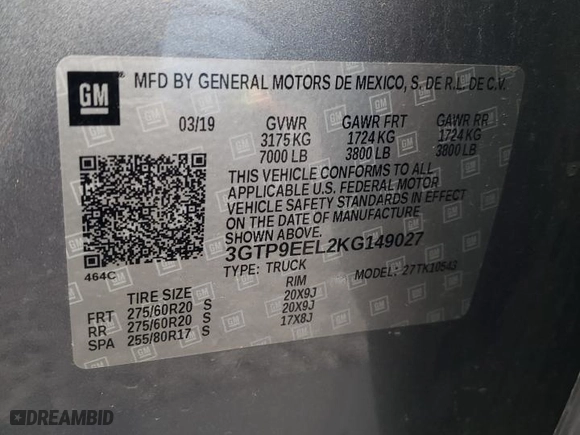 GM
MFD BY GENERAL MOTORS DE MEXICO, S. DE R.L. DE C.V.
03/19 GVWR GAWR FRT GAWR RR
3175 KG 1724 KG 1724 KG
7000 LB 3800 LB 3800 LB
THIS VEHICLE CONFORMS TO ALL
APPLICABLE U.S. FEDERAL MOTOR
VEHICLE SAFETY STANDARDS IN EFFECT
ON THE DATE OF MANUFACTURE
SHOWN ABOVE.
3GTP9EEL2KG149027
464C
TYPE: TRUCK MODEL: 27TK10543
TIRE SIZE RIM
FRT 275/60R20 S 20X9J
RR 275/60R20 S 20X9J
SPA 255/80R17 S 17X8J
DREAMBID